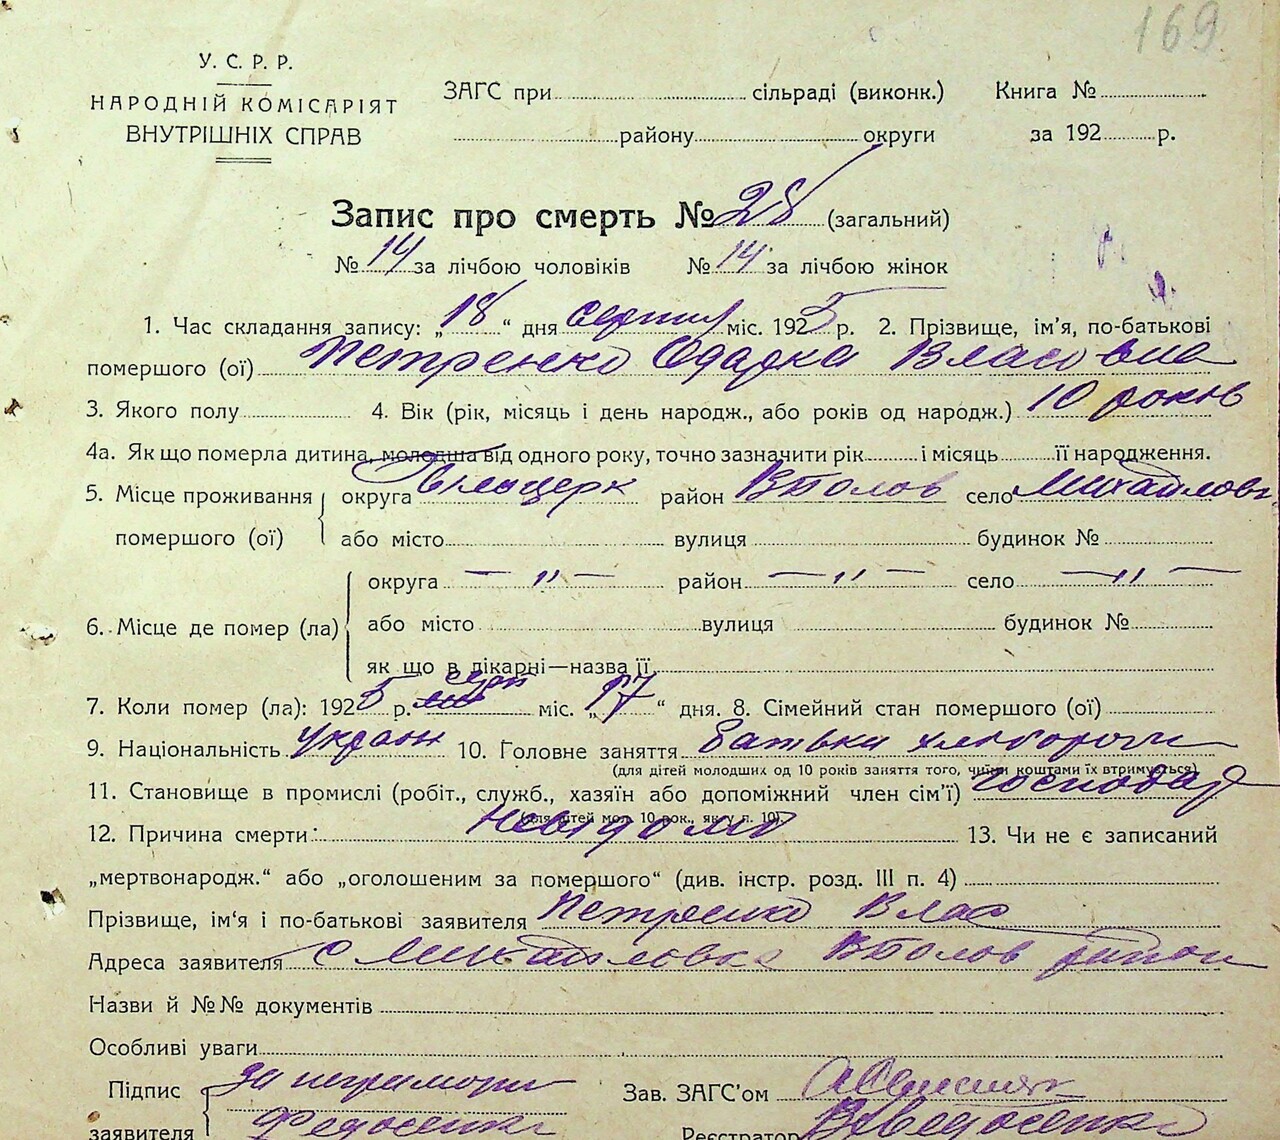 169
У. С. Р. Р.
НАРОДНІЙ КОМІСАРІЯТ
ВНУТРІШНІХ СПРАВ
ЗАГС при сільраді (виконк.) Книга №
району округи за 192 р.
Запис про смерть № 28 (загальний)
№ 14 за лічбою чоловіків № 14 за лічбою жінок
1. Час складання запису: „18“ дня серпня міс. 1925 р. 2. Прізвище, ім’я, по-батькові
помершого (ої) Петренко Одарка Власовна
3. Якого полу 4. Вік (рік, місяць і день народж., або років од народж.) 10 років
4а. Як що померла дитина, молодша від одного року, точно зазначити рік і місяць її народження.
5. Місце проживання помершого (ої) округа Білоцерк район Втолов село Михайловк
або місто вулиця будинок №
6. Місце де помер (ла) округа — „ — район — „ — село — „ —
або місто вулиця будинок №
як що в лікарні—назва її
7. Коли помер (ла): 1925 р. серп міс. „17“ дня. 8. Сімейний стан помершого (ої)
9. Національність Україн 10. Головне заняття батька хлібороби
(для дітей молодших од 10 років заняття того, чиїми коштами їх втримується)
11. Становище в промислі (робіт., служб., хазяїн або допоміжний член сім’ї) господар
(для дітей мол. 10 рок., як у п. 10).
12. Причина смерти: невідомо 13. Чи не є записаний
„мертвонародж.“ або „оголошеним за помершого“ (див. інстр. розд. III п. 4)
Прізвище, ім‘я і по-батькові заявителя Петренко Влас
Адреса заявителя с Михайловка Втолов район
Назви й №№ документів
Особливі уваги
Підпис за неграмотн Зав. ЗАГС’ом
заявителя Федосенко Реєстратор